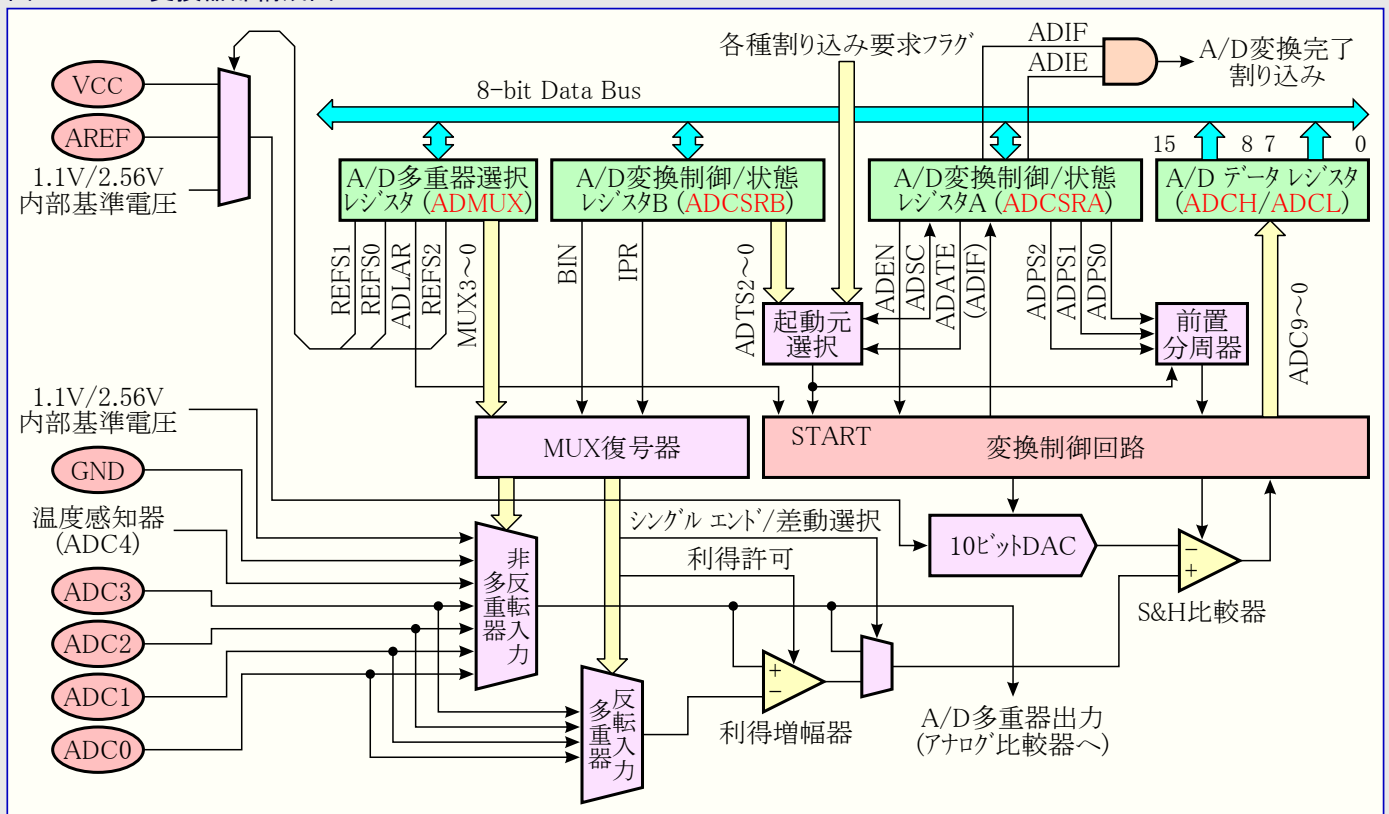 各種割り込み要求フラグ
ADIF
ADIE
A/D変換完了
割り込み
VCC
AREF
1.1V/2.56V
内部基準電圧
8-bit Data Bus
15
8 7
0
A/D多重器選択
レジスタ (ADMUX)
A/D変換制御/状態
レジスタB (ADCSRB)
A/D変換制御/状態
レジスタA (ADCSRA)
A/D データ レジスタ
(ADCH/ADCL)
REFS1
REFS0
ADLAR
REFS2
MUX3～0
BIN
IPR
ADTS2～0
ADEN
ADSC
ADATE
(ADIF)
ADPS2
ADPS1
ADPS0
ADC9～0
起動元
選択
前置
分周器
1.1V/2.56V
内部基準電圧
MUX復号器
START
変換制御回路
GND
温度感知器
(ADC4)
ADC3
ADC2
ADC1
ADC0
非反転入力
多重器
シングル エンド/差動選択
利得許可
10ビットDAC
S&H比較器
−
+
+
−
反転入力
多重器
利得増幅器
A/D多重器出力
(アナログ比較器へ)